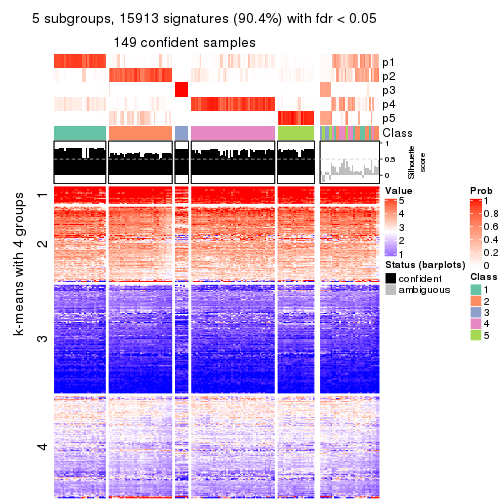 5 subgroups, 15913 signatures (90.4%) with fdr < 0.05
149 confident samples
p1
p2
p3
p4
p5
Class
1
0.5
0
Silhouette
score
k-means with 4 groups
1
2
3
4
Value
5
4
3
2
1
Status (barplots)
confident
ambiguous
Prob
1
0.8
0.6
0.4
0.2
0
Class
1
2
3
4
5